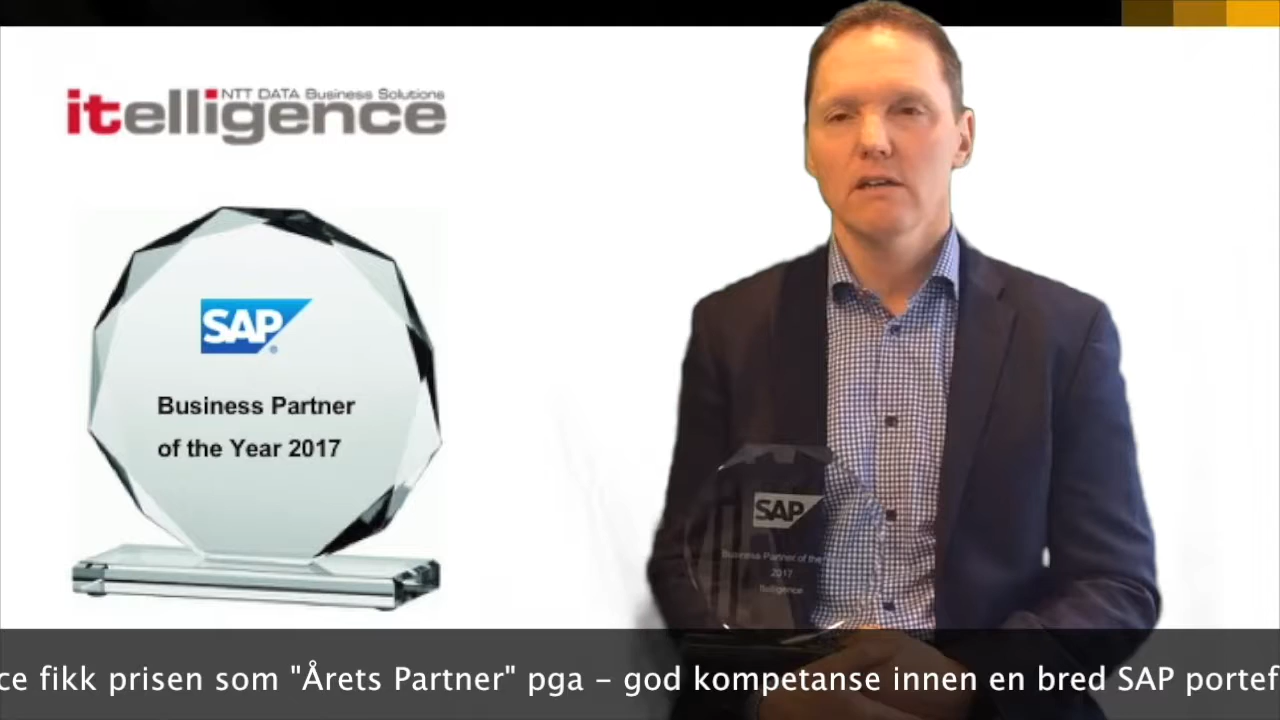 NTT DATA Business Solutions
itelligence
SAP
Business Partner
of the Year 2017
SAP
Business Partner of the
2017
Itelligence
ce fikk prisen som "Årets Partner" pga – god kompetanse innen en bred SAP portef